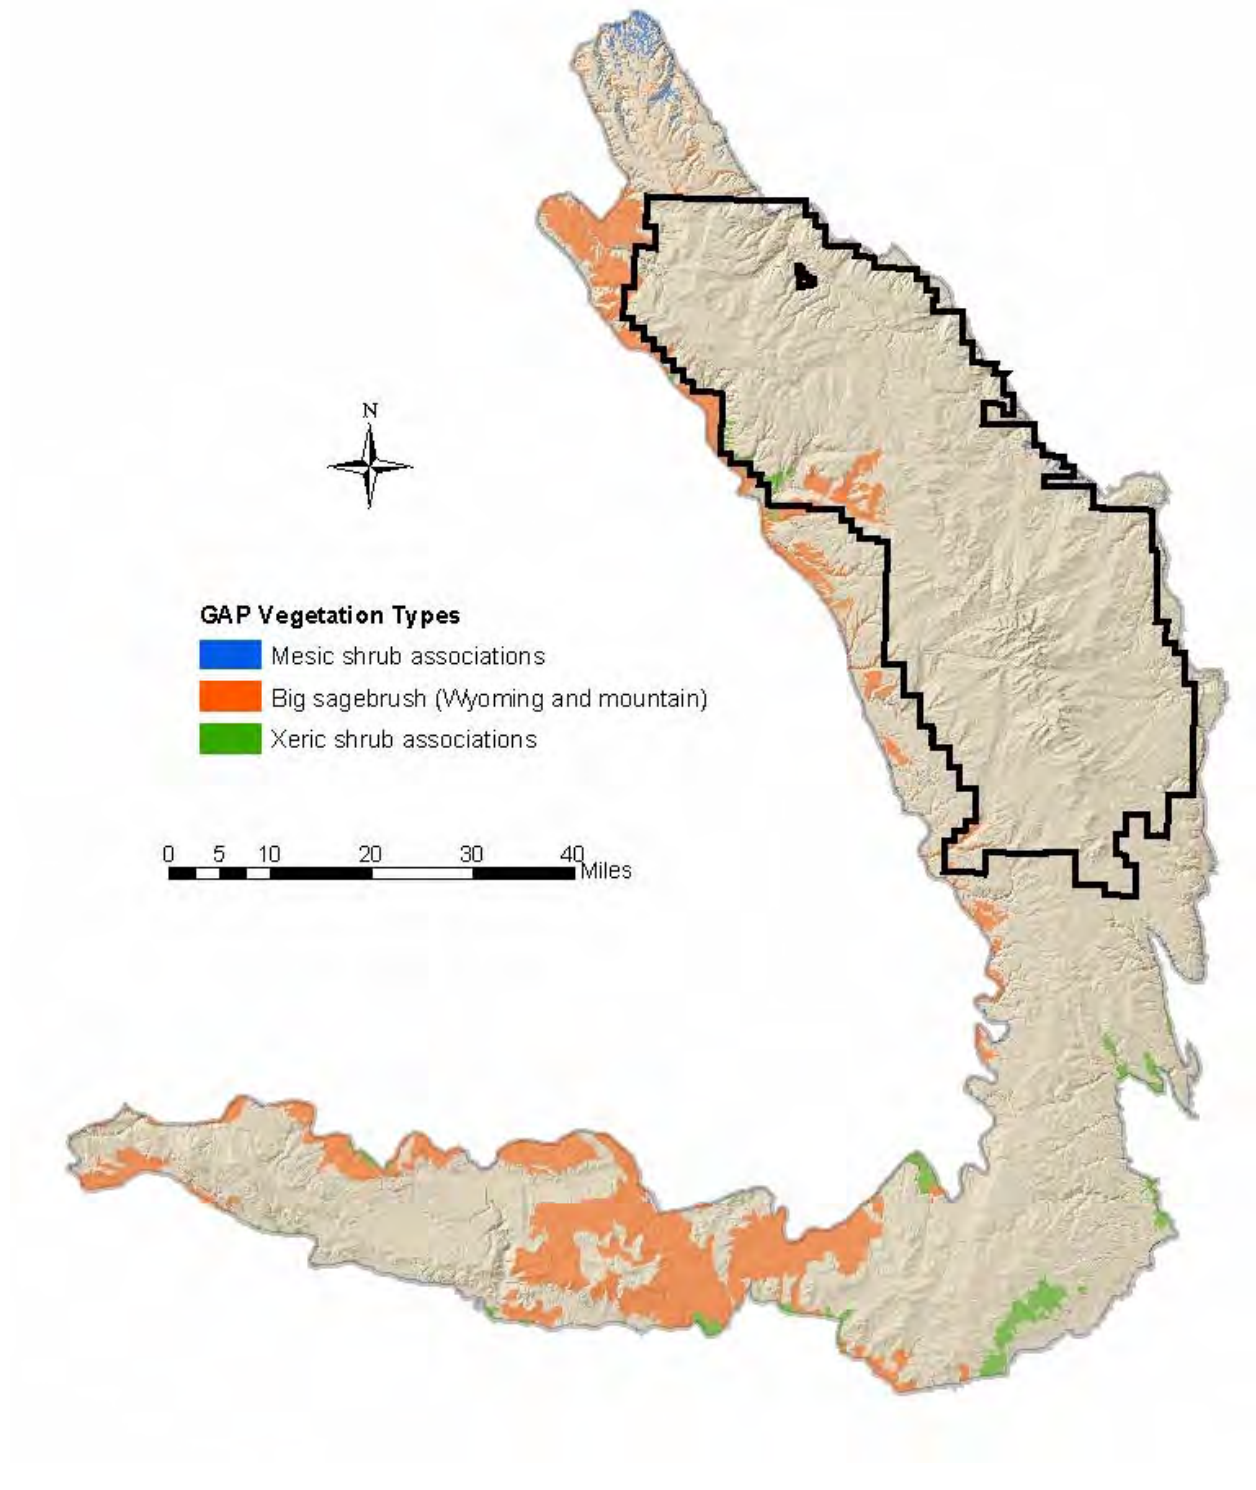 N
GAP Vegetation Types
Mesic shrub associations
Big sagebrush (Wyoming and mountain)
Xeric shrub associations
0 5 10 20 30 40 Miles